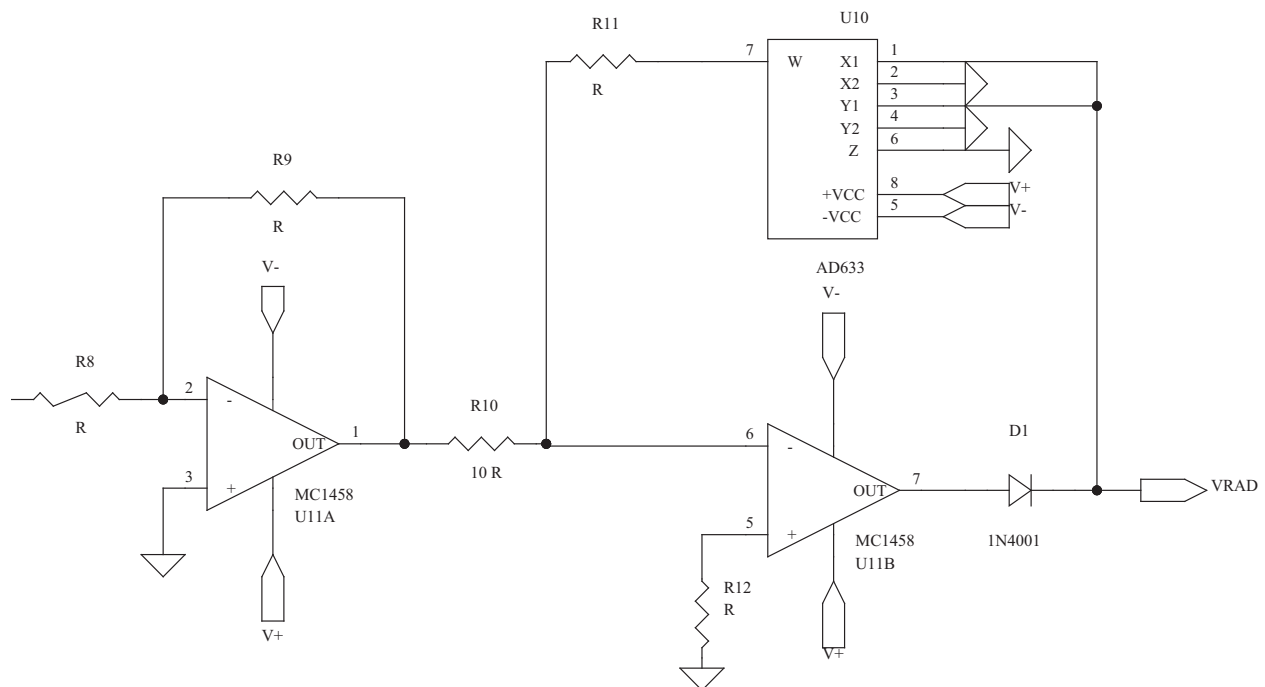 U10
R11
R
7
W
X1
1
X2
2
Y1
3
Y2
4
Z
6
+VCC
8
V+
-VCC
5
V-
AD633
R9
R
V-
R8
R
2
-
3
+
OUT
1
MC1458
U11A
V+
R10
10 R
V-
6
-
5
+
OUT
7
MC1458
U11B
V+
R12
R
D1
1N4001
VRAD